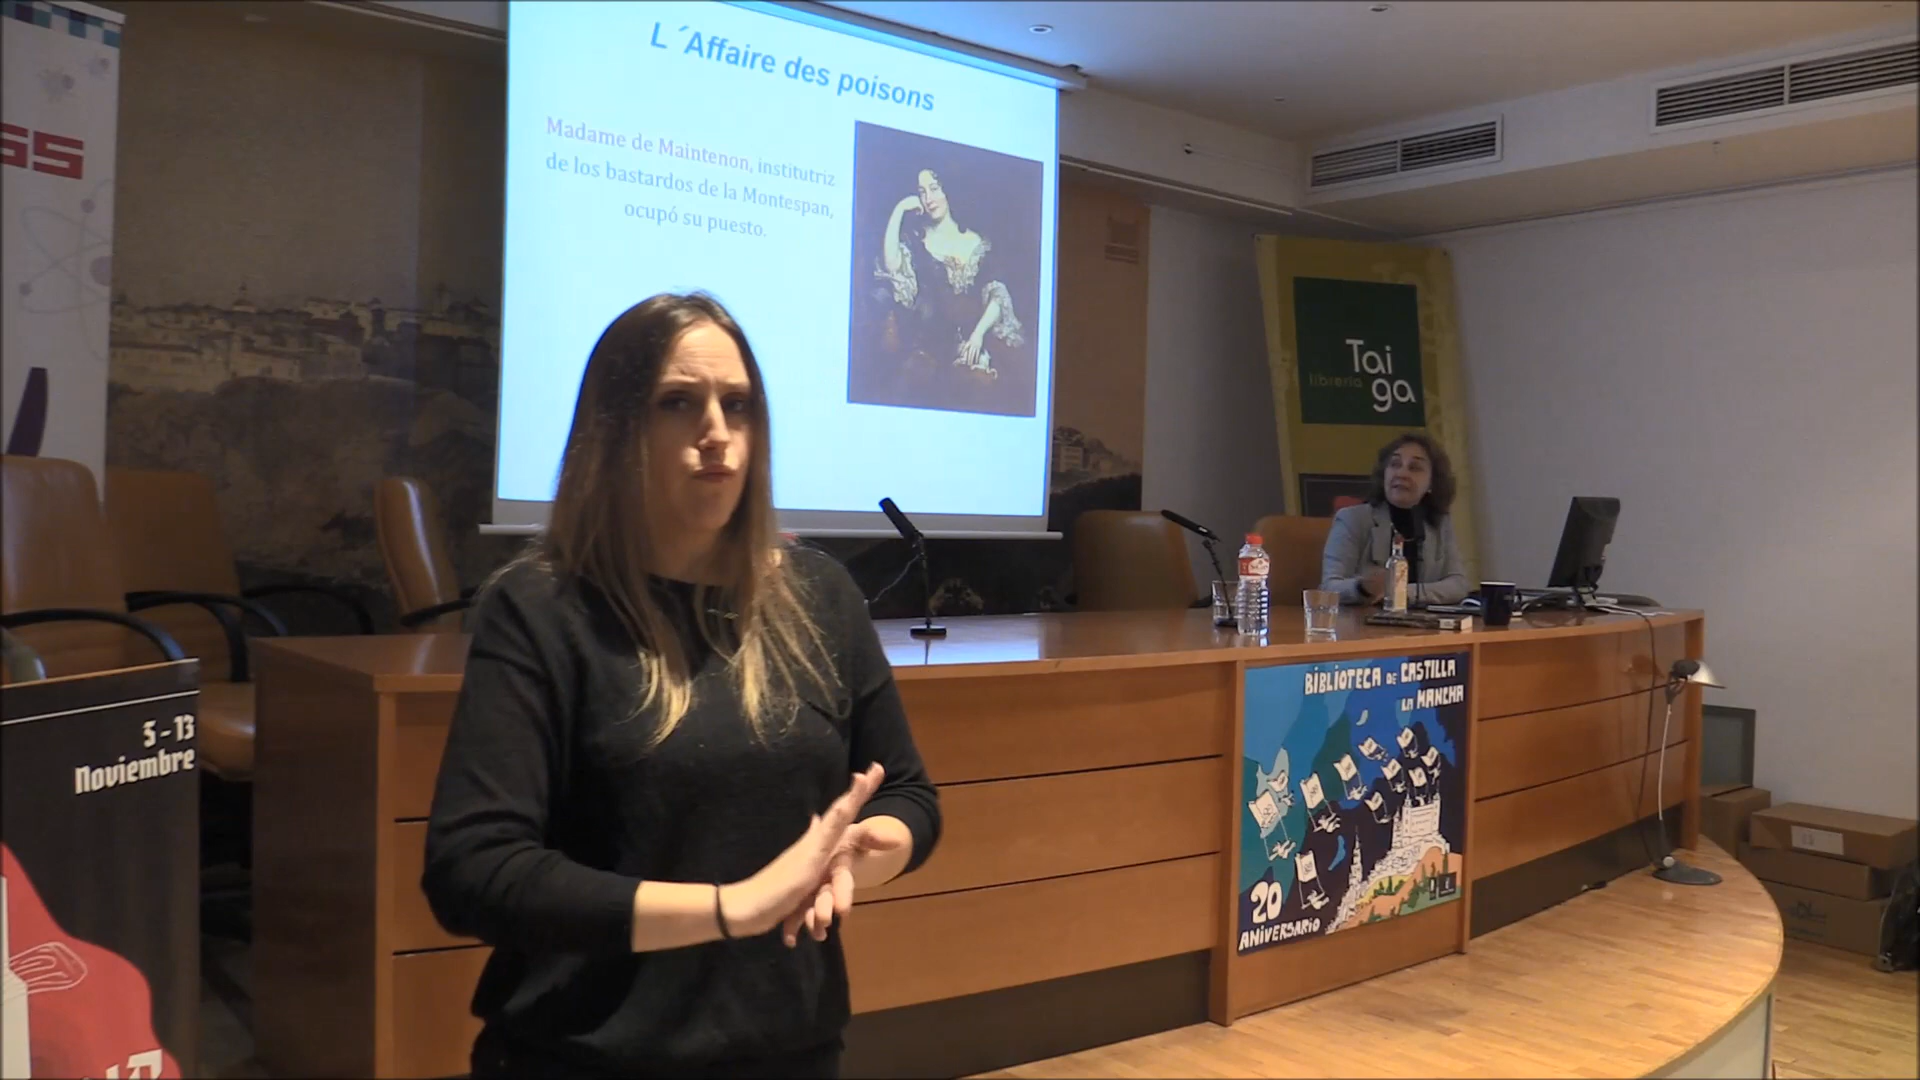 L´Affaire des poisons
Madame de Maintenon, institutriz
de los bastardos de la Montespan,
ocupó su puesto.
ss
Tai
librería
ga
5-13
Noviembre
BIBLIOTECA DE CASTILLA
LA MANCHA
20
ANIVERSARIO